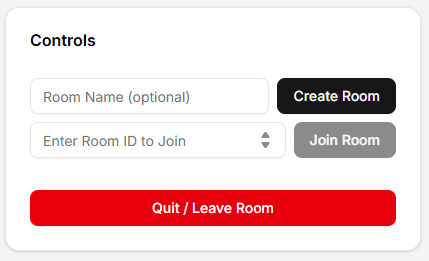 Controls
Room Name (optional)
Create Room
Enter Room ID to Join
Join Room
Quit / Leave Room